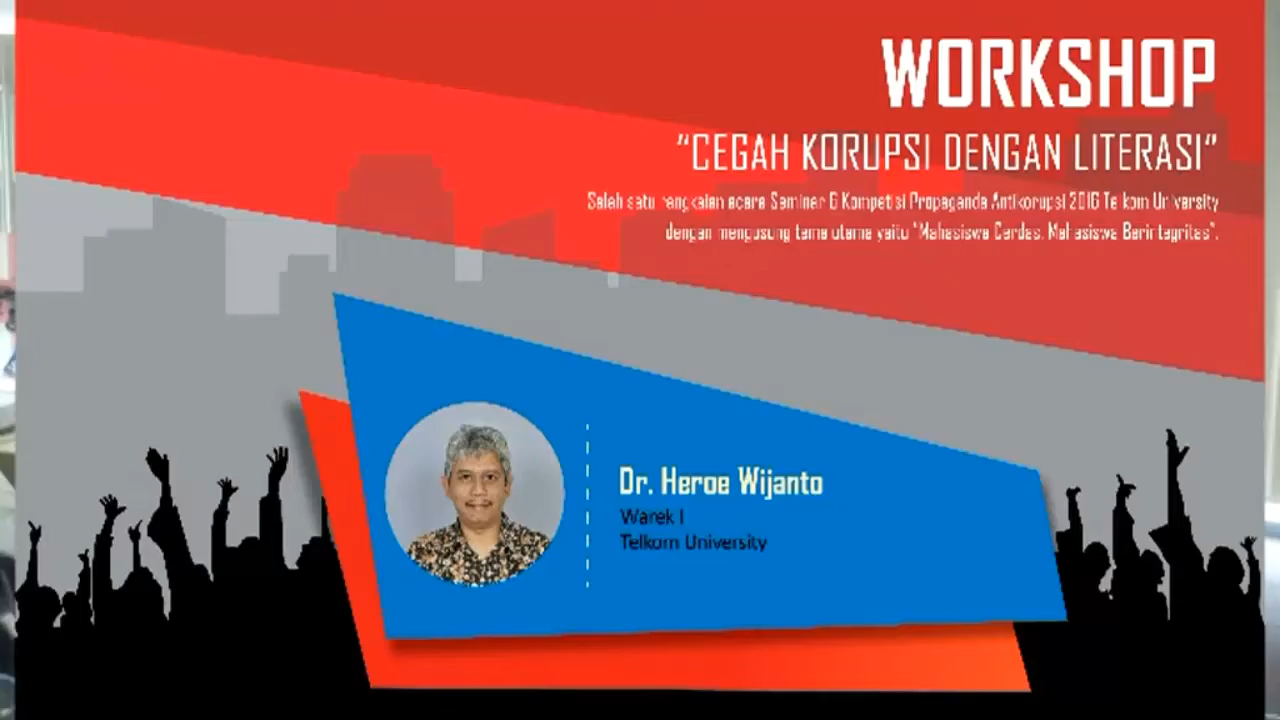 WORKSHOP
"CEGAH KORUPSI DENGAN LITERASI"
Salah satu rangkaian acara Seminar & Kompetisi Propaganda Antikorupsi 2016 Telkom University
dengan mengusung tema utama yaitu "Mahasiswa Cerdas, Mahasiswa Berintegritas".
Dr. Heroe Wijanto
Warek I
Telkom University